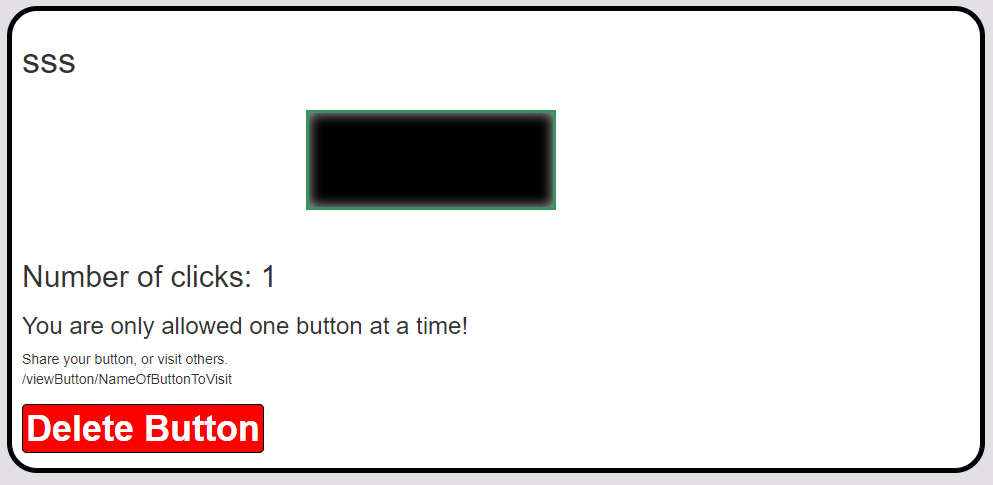 sss
Number of clicks: 1
You are only allowed one button at a time!
Share your button, or visit others.
/viewButton/NameOfButtonToVisit
Delete Button